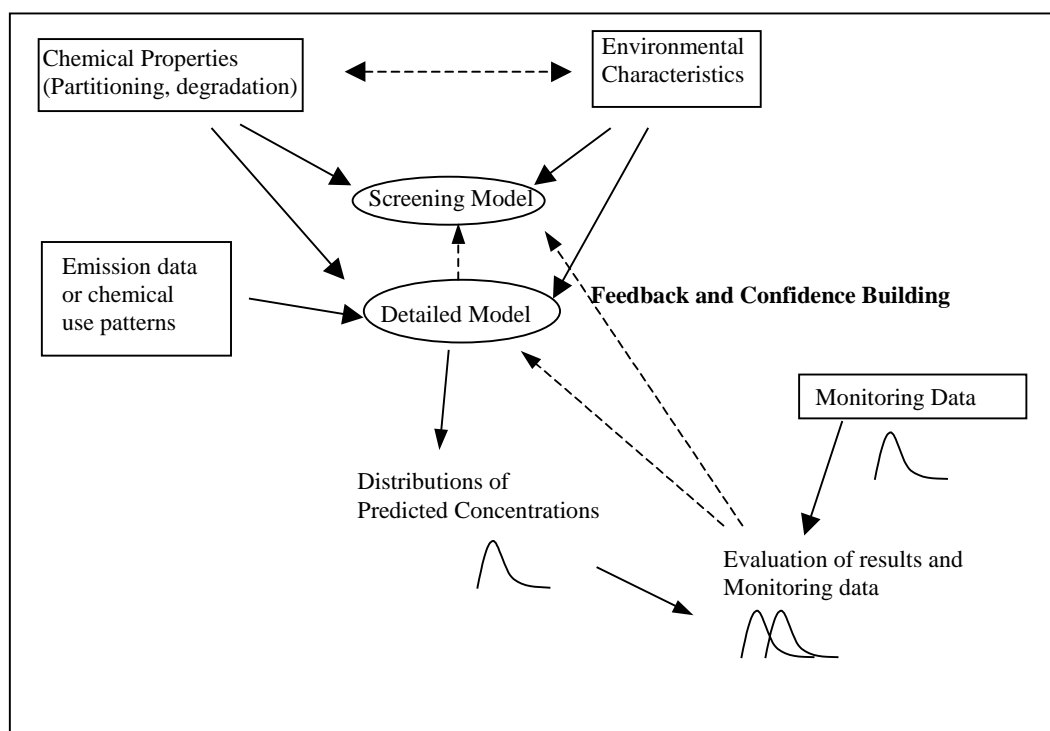 Chemical Properties
(Partitioning, degradation)
Environmental
Characteristics
Screening Model
Emission data
or chemical
use patterns
Detailed Model
Feedback and Confidence Building
Monitoring Data
Distributions of
Predicted Concentrations
Evaluation of results and
Monitoring data